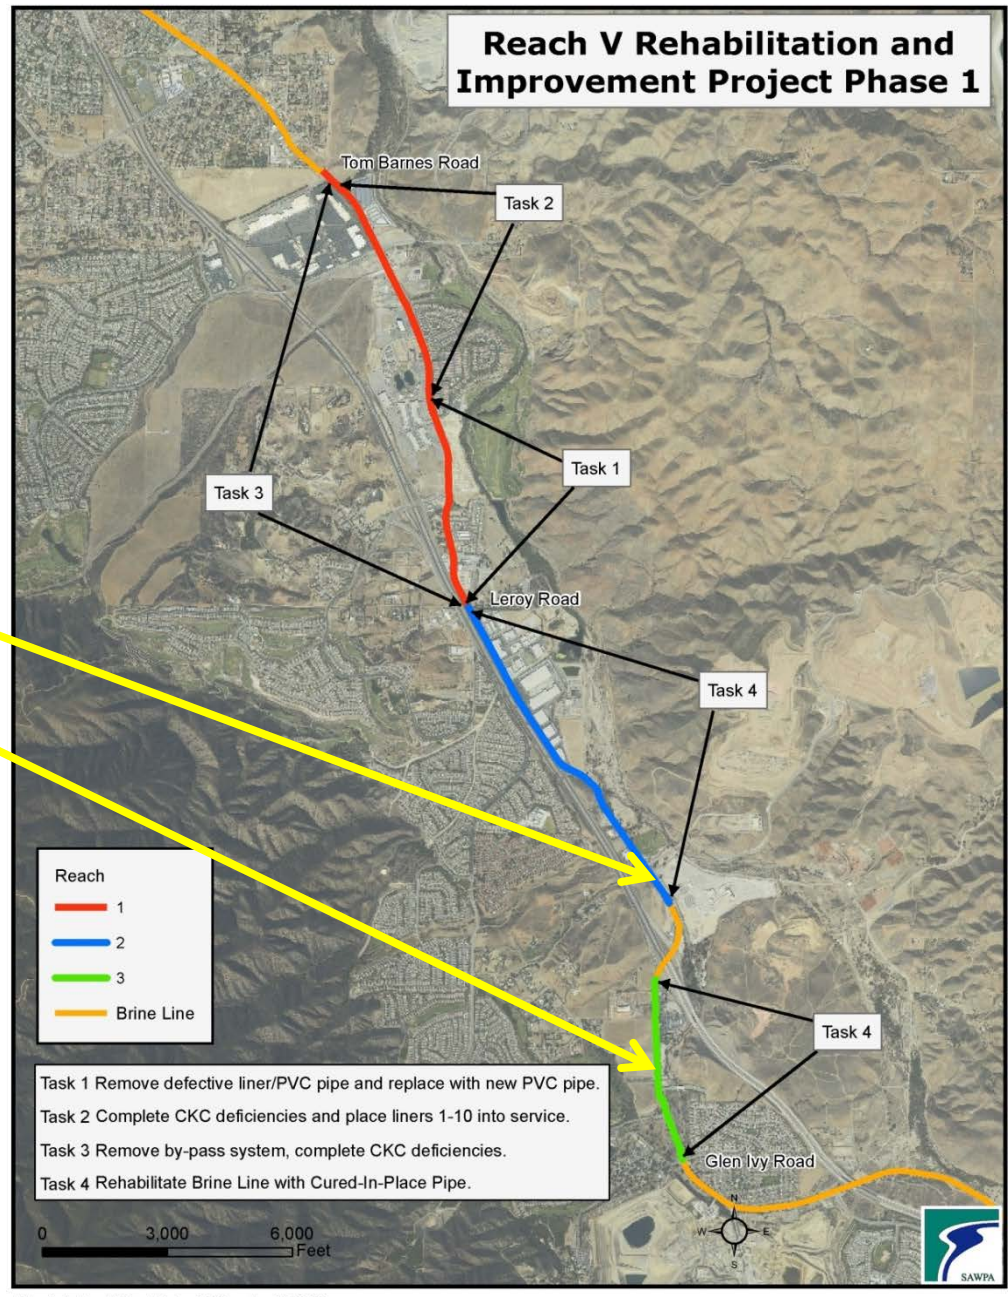 Reach V Rehabilitation and
Improvement Project Phase 1
Tom Barnes Road
Task 2
Task 1
Task 3
Leroy Road
Task 4
Reach
1
2
3
Brine Line
Task 4
Task 1 Remove defective liner/PVC pipe and replace with new PVC pipe.
Task 2 Complete CKC deficiencies and place liners 1-10 into service.
Task 3 Remove by-pass system, complete CKC deficiencies.
Task 4 Rehabilitate Brine Line with Cured-In-Place Pipe.
Glen Ivy Road
N
W E
S
0 3,000 6,000
Feet
SAWPA